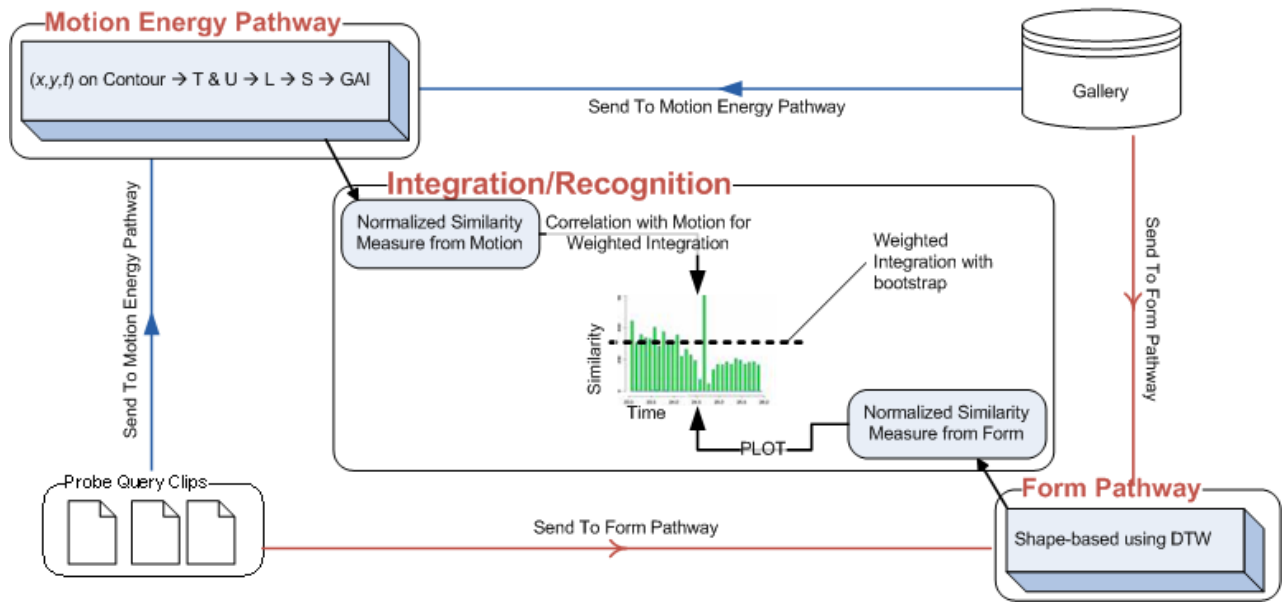 Motion Energy Pathway
(x,y,t) on Contour → T & U → L → S → GAI
Gallery
Send To Motion Energy Pathway
Send To Motion Energy Pathway
Send To Form Pathway
Integration/Recognition
Normalized Similarity
Measure from Motion
Correlation with Motion for
Weighted Integration
Weighted
Integration with
bootstrap
Similarity
Time
Normalized Similarity
Measure from Form
PLOT
Probe Query Clips
Send To Form Pathway
Form Pathway
Shape-based using DTW